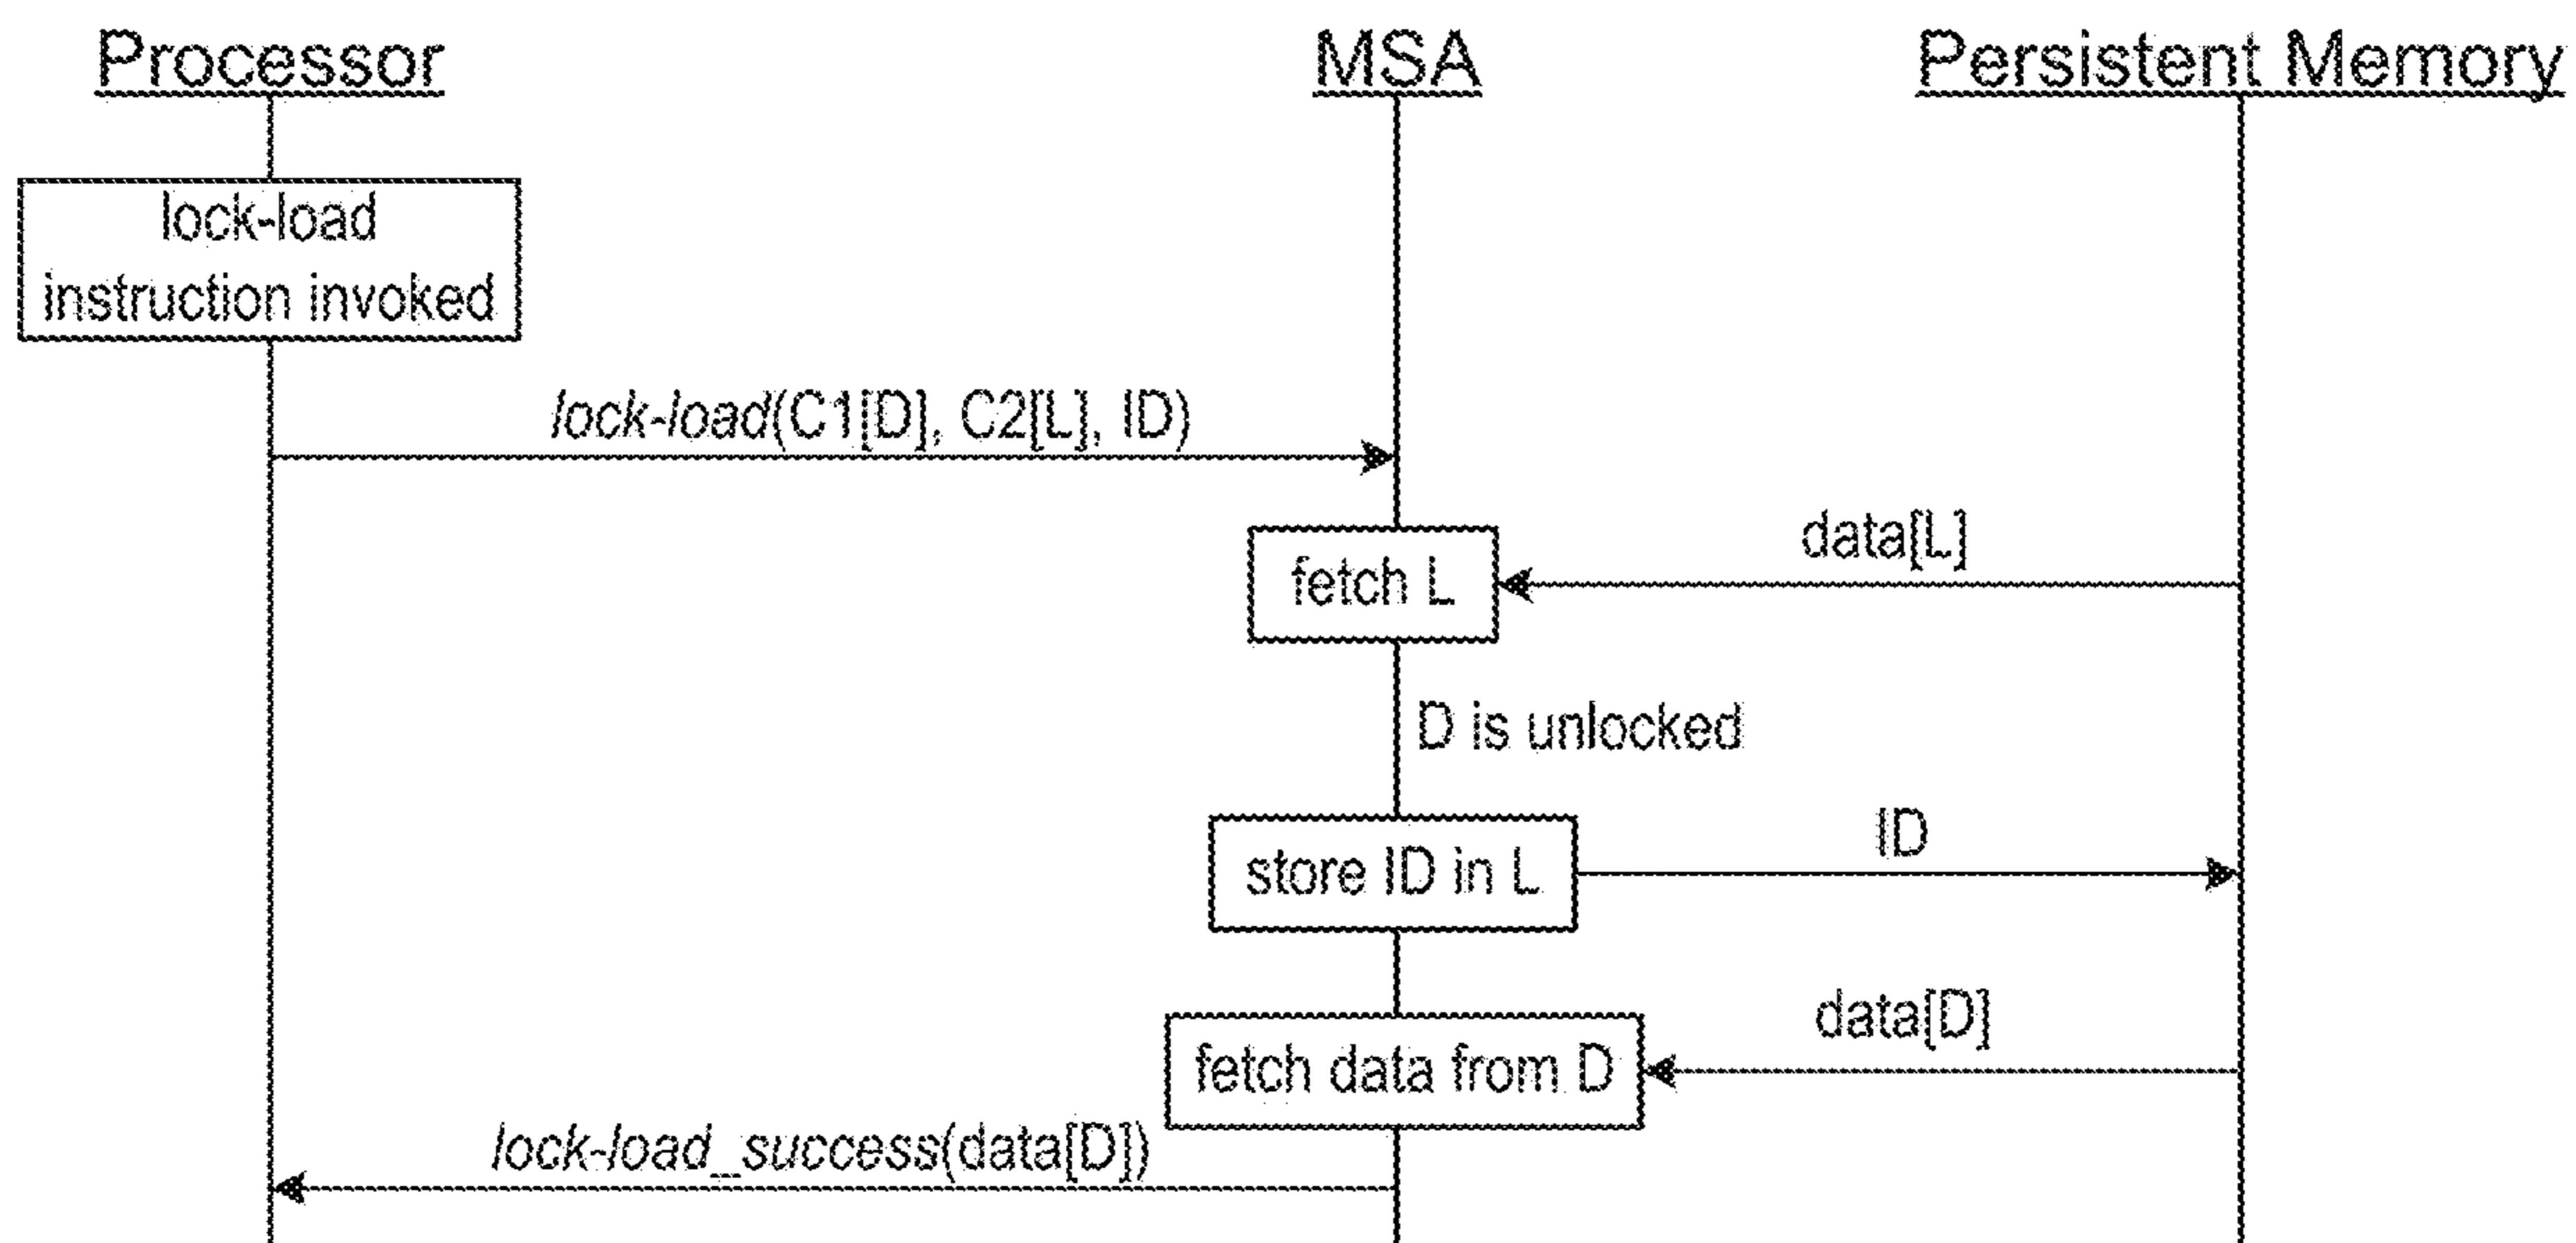 Processor
MSA
Persistent Memory
lock-load
instruction invoked
lock-load(C1[D], C2[L], ID)
data[L]
fetch L
D is unlocked
ID
store ID in L
data[D]
fetch data from D
lock-load_success(data[D])